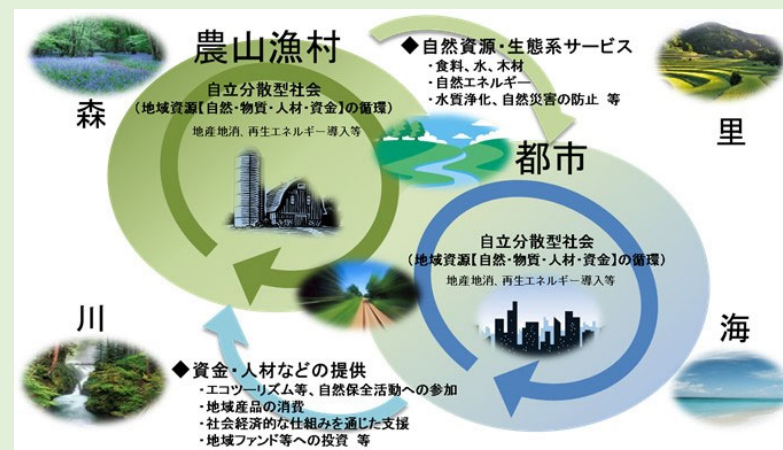 農山漁村
自立分散型社会
(地域資源【自然・物質・人材・資金】の循環)
地産地消、再生エネルギー導入等
森
◆自然資源・生態系サービス
・食料、水、木材
・自然エネルギー
・水質浄化、自然災害の防止 等
里
都市
自立分散型社会
(地域資源【自然・物質・人材・資金】の循環)
地産地消、再生エネルギー導入等
川
◆資金・人材などの提供
・エコツーリズム等、自然保全活動への参加
・地域産品の消費
・社会経済的な仕組みを通じた支援
・地域ファンド等への投資 等
海